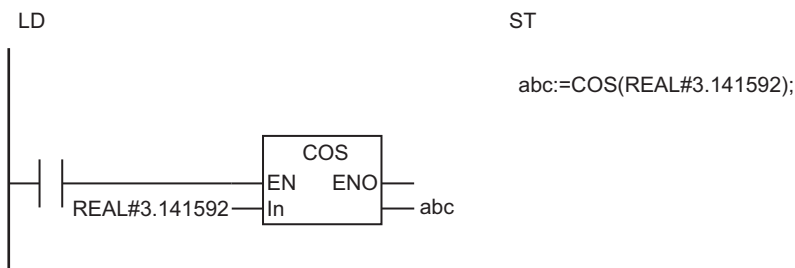 LD
ST
abc:=COS(REAL#3.141592);
COS
EN ENO
REAL#3.141592 In abc